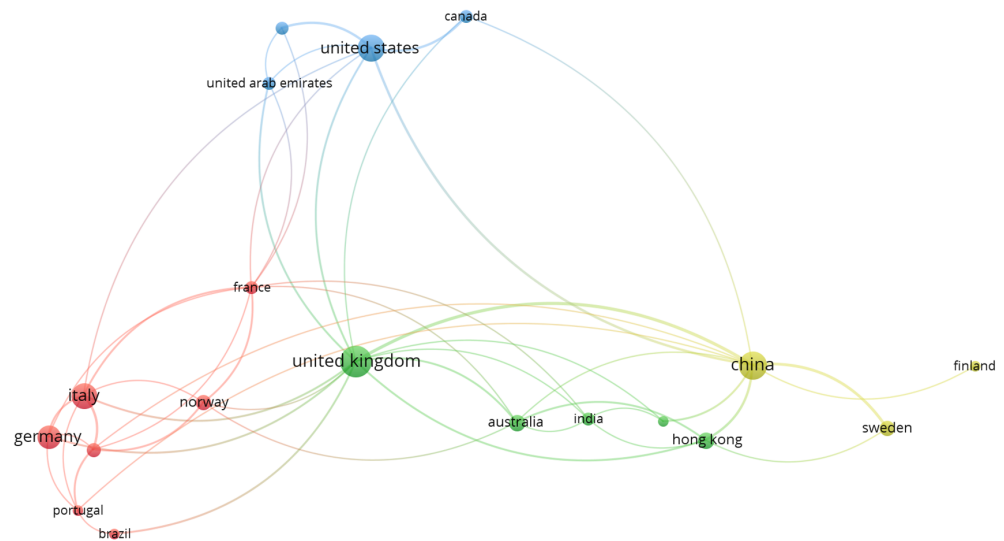 canada
united states
united arab emirates
france
united kingdom
china
finland
italy
norway
australia
india
sweden
germany
hong kong
portugal
brazil